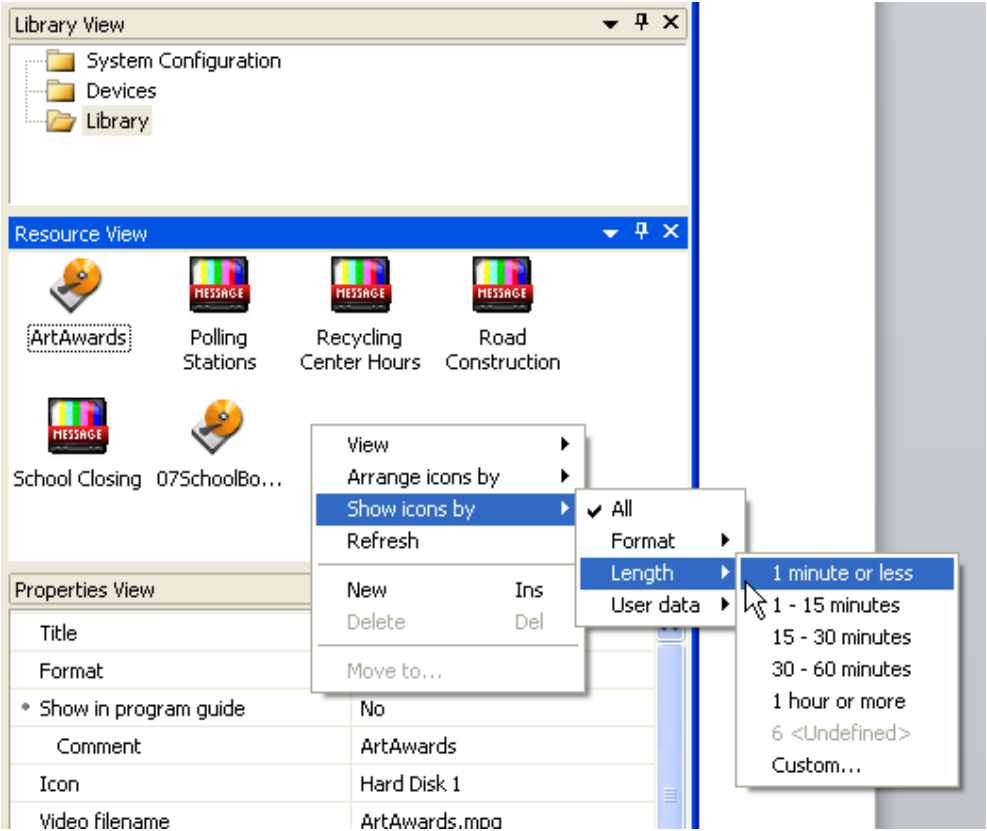 Library View
System Configuration
Devices
Library
Resource View
MESSAGE MESSAGE MESSAGE
ArtAwards Polling Recycling Road
Stations Center Hours Construction
MESSAGE
School Closing 07SchoolBo...
View
Arrange icons by
Show icons by
Refresh
New Ins
Delete Del
Move to...
All
Format
Length
User data
1 minute or less
1 - 15 minutes
15 - 30 minutes
30 - 60 minutes
1 hour or more
6 <Undefined>
Custom...
Properties View
Title
Format
Show in program guide No
Comment ArtAwards
Icon Hard Disk 1
Video filename ArtAwards.mpg